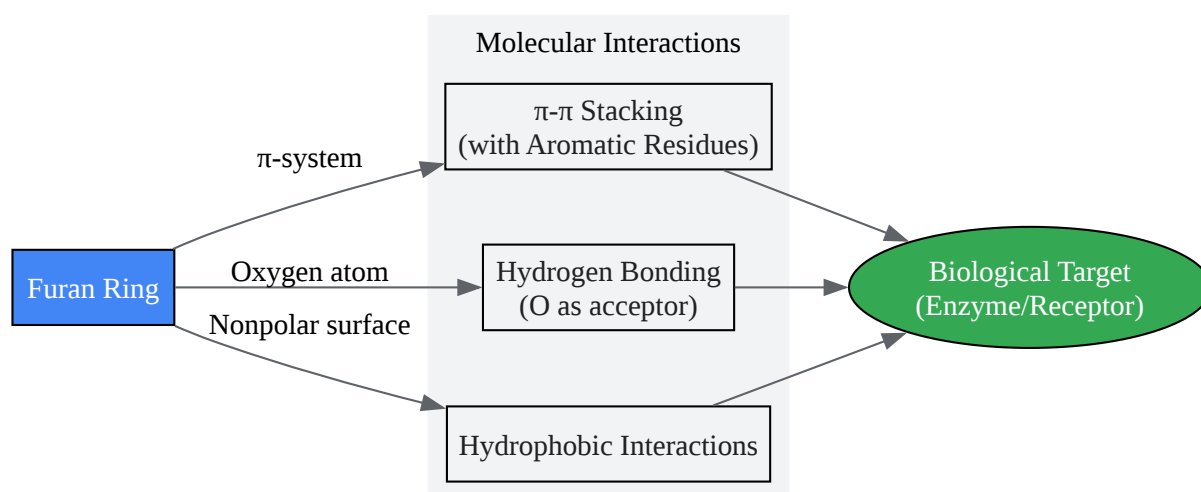 Molecular Interactions
π-π Stacking
(with Aromatic Residues)
π-system
Furan Ring
Oxygen atom
Hydrogen Bonding
(O as acceptor)
Biological Target
(Enzyme/Receptor)
Nonpolar surface
Hydrophobic Interactions